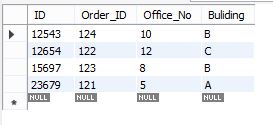 ID Order_ID Office_No Buliding
12543 124 10 B
12654 122 12 C
15697 123 8 B
23679 121 5 A
NULL NULL NULL NULL